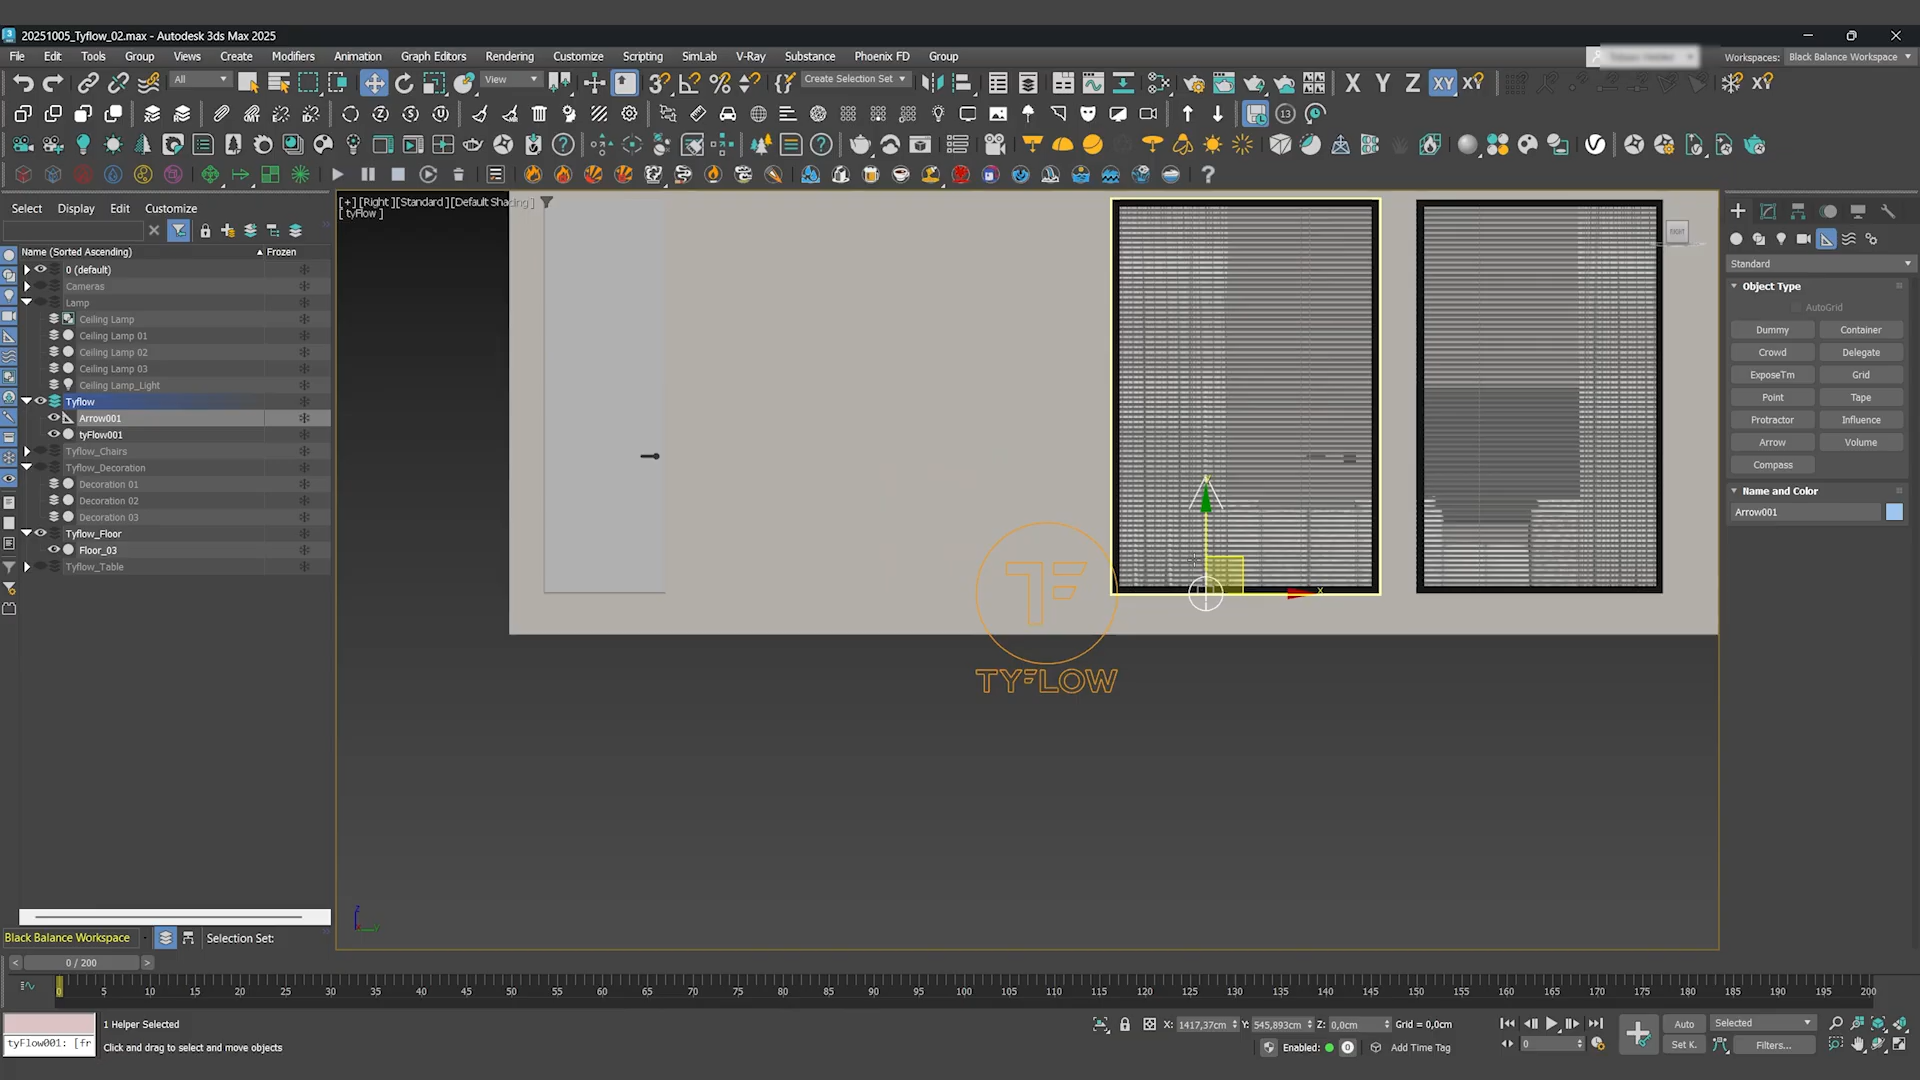 20251005_Tyflow_02.max - Autodesk 3ds Max 2025
File Edit Tools Group Views Create Modifiers Animation Graph Editors Rendering Customize Scripting SimLab V-Ray Substance Phoenix FD Group
Workspaces: Black Balance Workspace
All View Create Selection Set X Y Z XY XY
Select Display Edit Customize
Name (Sorted Ascending) Frozen
0 (default)
Cameras
Lamp
Ceiling Lamp
Ceiling Lamp 01
Ceiling Lamp 02
Ceiling Lamp 03
Ceiling Lamp_Light
Tyflow
Arrow001
tyFlow001
Tyflow_Chairs
Tyflow_Decoration
Decoration 01
Decoration 02
Decoration 03
Tyflow_Floor
Floor_03
Tyflow_Table
[+] [Right ] [Standard ] [Default Shading ]
[ tyFlow ]
RIGHT
x
TF
TYFLOW
Standard
Object Type
AutoGrid
Dummy Container
Crowd Delegate
ExposeTm Grid
Point Tape
Protractor Influence
Arrow Volume
Compass
Name and Color
Arrow001
Black Balance Workspace Selection Set:
0 / 200
0 5 10 15 20 25 30 35 40 45 50 55 60 65 70 75 80 85 90 95 100 105 110 115 120 125 130 135 140 145 150 155 160 165 170 175 180 185 190 195 200
tyFlow001: [fr
1 Helper Selected
Click and drag to select and move objects
X: 1417,37cm Y: 545,893cm Z: 0,0cm Grid = 0,0cm
Enabled: 0 Add Time Tag
0
Auto Selected
Set K. Filters...